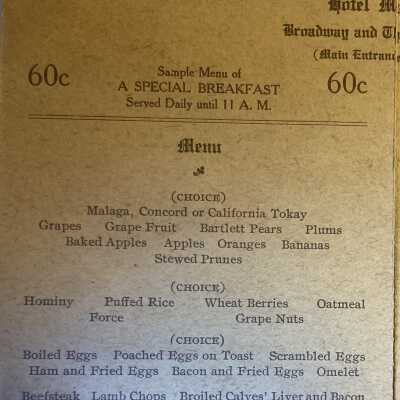 Hotel
Broadway and
(Main Entrance
60c Sample Menu of 60c
A SPECIAL BREAKFAST
Served Daily until 11 A. M.
Menu
(CHOICE)
Malaga, Concord or California Tokay
Grapes Grape Fruit Bartlett Pears Plums
Baked Apples Apples Oranges Bananas
Stewed Prunes
(CHOICE)
Hominy Puffed Rice Wheat Berries Oatmeal
Force Grape Nuts
(CHOICE)
Boiled Eggs Poached Eggs on Toast Scrambled Eggs
Ham and Fried Eggs Bacon and Fried Eggs Omelet
Beefsteak Lamb Chops Broiled Calves' Liver and Bacon